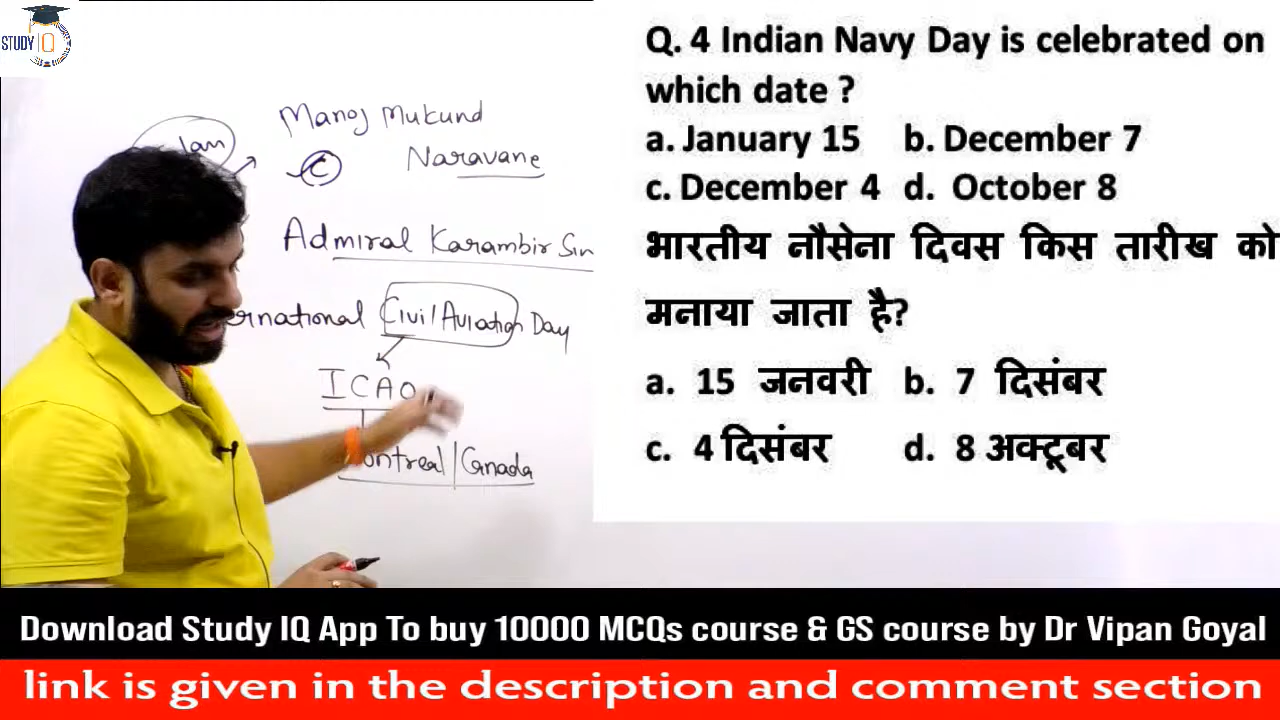 STUDY IQ
Manoj Mukund
Naravane
C
Admiral Karambir Sin
ernational Civil Aviation Day
ICAO
ontreal/Canada
Q. 4 Indian Navy Day is celebrated on
which date ?
a. January 15 b. December 7
c. December 4 d. October 8
भारतीय नौसेना दिवस किस तारीख को
मनाया जाता है?
a. 15 जनवरी b. 7 दिसंबर
c. 4 दिसंबर d. 8 अक्टूबर
Download Study IQ App To buy 10000 MCQs course & GS course by Dr Vipan Goyal
link is given in the description and comment section